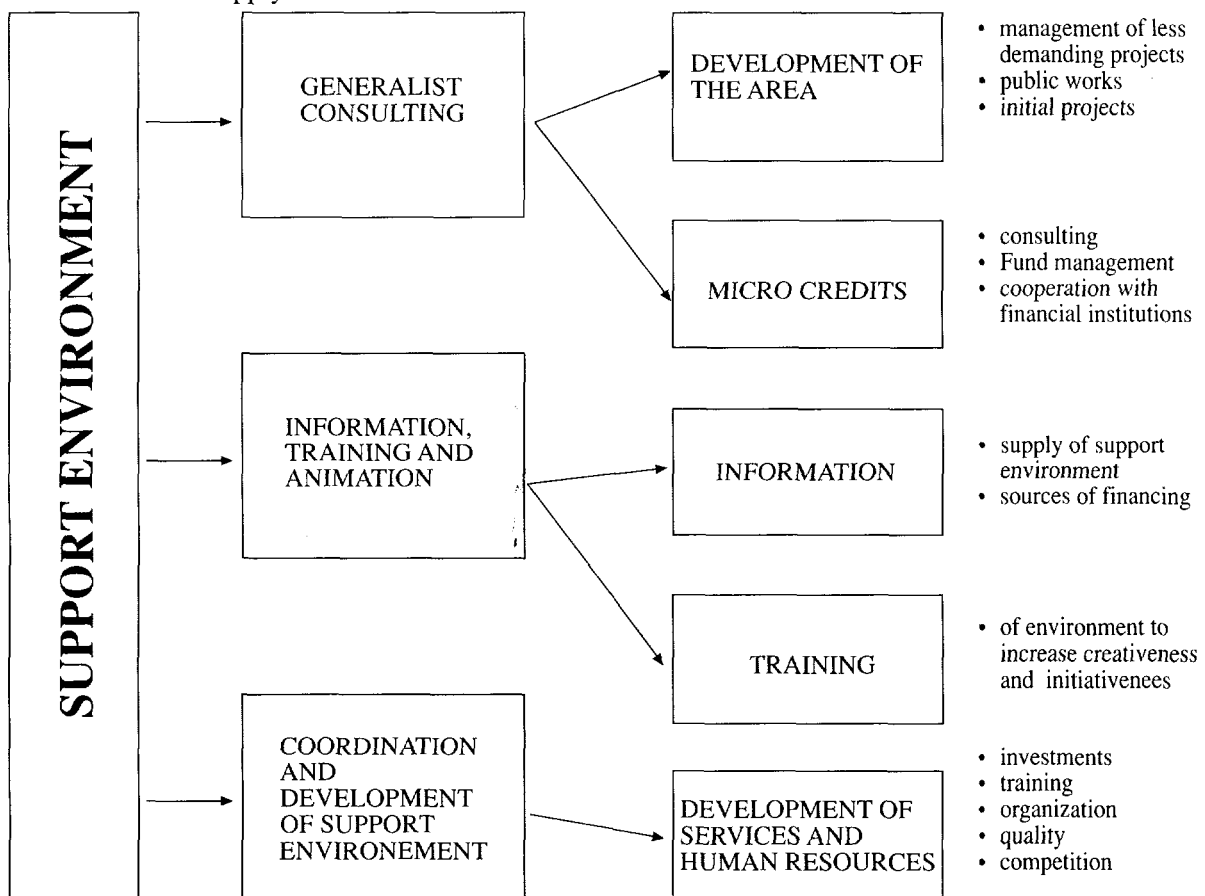 supply
SUPPORT ENVIRONMENT
GENERALIST
CONSULTING
DEVELOPMENT OF
THE AREA
• management of less
demanding projects
• public works
• initial projects
MICRO CREDITS
• consulting
• Fund management
• cooperation with
financial institutions
INFORMATION,
TRAINING AND
ANIMATION
INFORMATION
• supply of support
environment
• sources of financing
TRAINING
• of environment to
increase creativeness
and initiativenees
COORDINATION
AND
DEVELOPMENT
OF SUPPORT
ENVIRONEMENT
DEVELOPMENT OF
SERVICES AND
HUMAN RESOURCES
• investments
• training
• organization
• quality
• competition